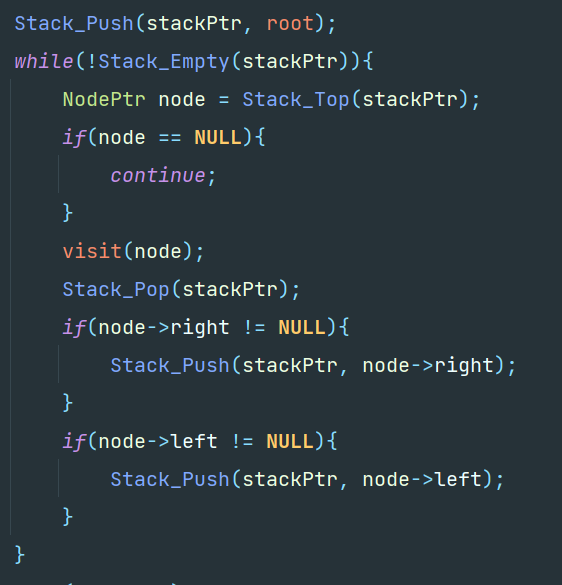 Stack_Push(stackPtr, root);
while(!Stack_Empty(stackPtr)){
    NodePtr node = Stack_Top(stackPtr);
    if(node == NULL){
        continue;
    }
    visit(node);
    Stack_Pop(stackPtr);
    if(node->right != NULL){
        Stack_Push(stackPtr, node->right);
    }
    if(node->left != NULL){
        Stack_Push(stackPtr, node->left);
    }
}